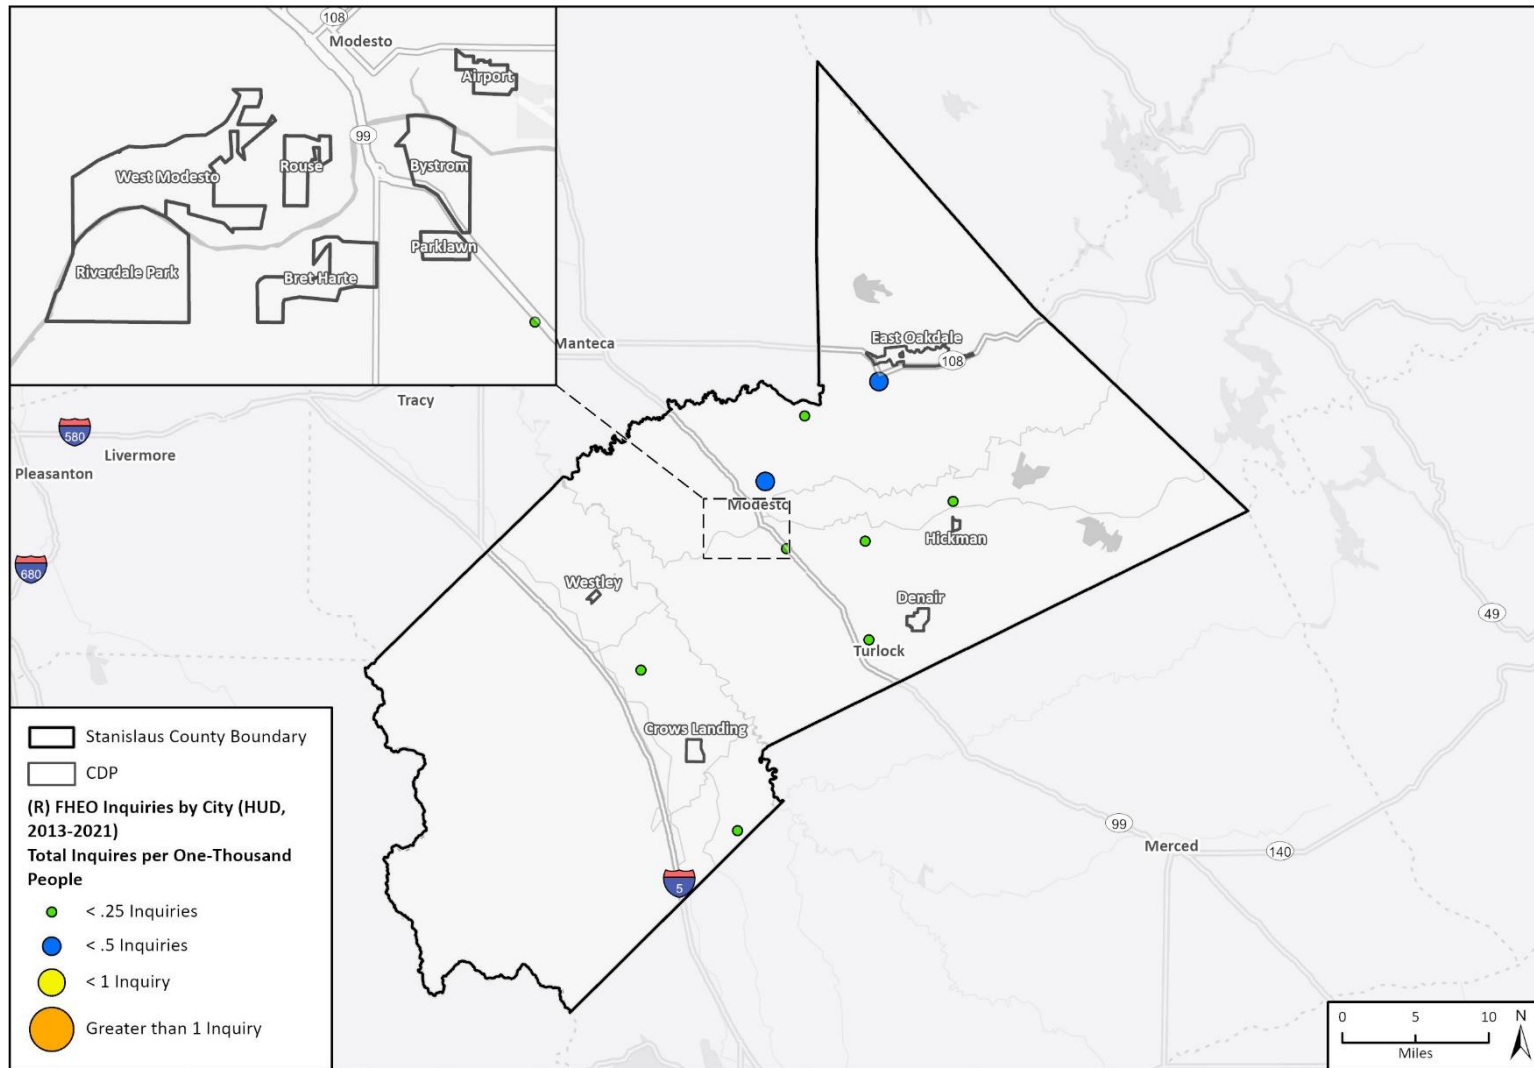 108
Modesto
Airport
99
West Modesto
Rouse
Bystrom
Parklawn
Riverdale Park
Bret Harte
Manteca
East Oakdale
108
Tracy
580
Livermore
Pleasanton
Modesto
Hickman
680
Westley
Denair
49
Turlock
Crows Landing
99
Merced
140
5
Stanislaus County Boundary
CDP
(R) FHEO Inquiries by City (HUD,
2013-2021)
Total Inquires per One-Thousand
People
< .25 Inquiries
< .5 Inquiries
< 1 Inquiry
Greater than 1 Inquiry
0 5 10
Miles
N